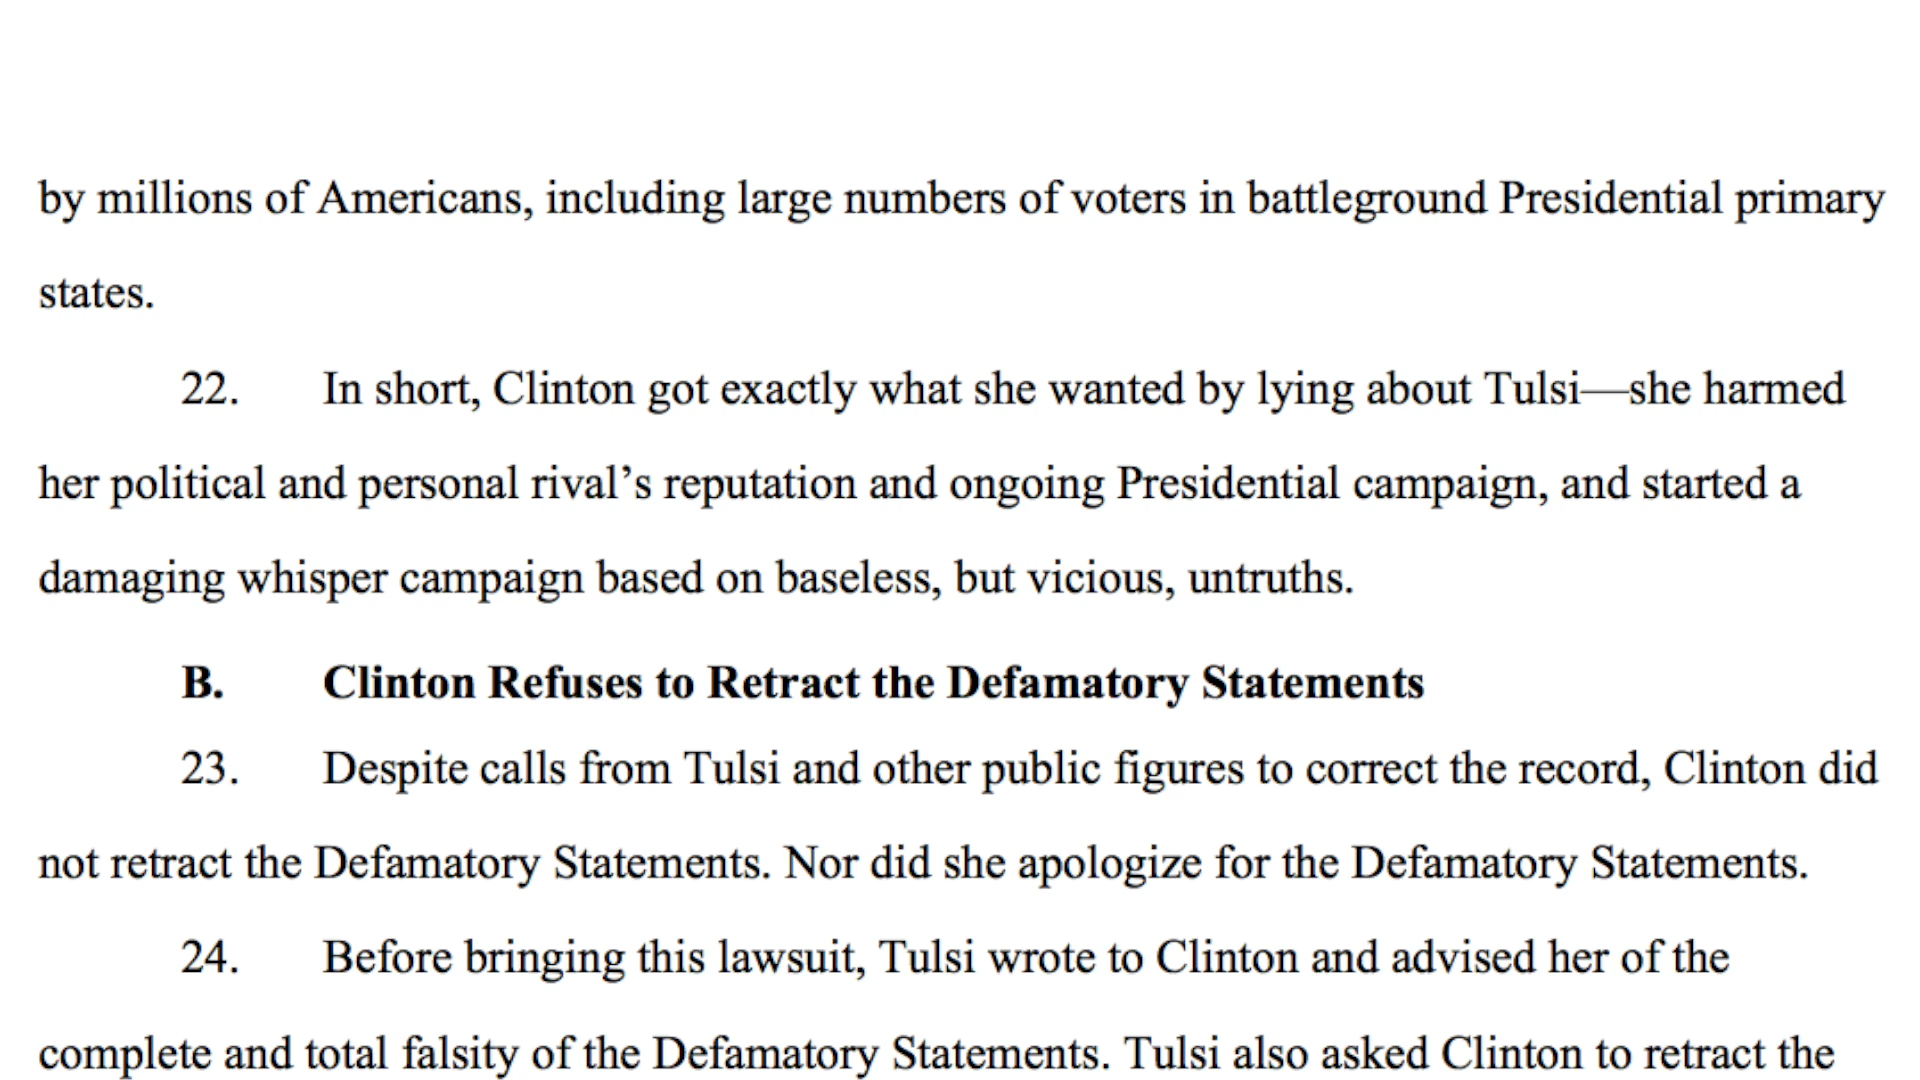 by millions of Americans, including large numbers of voters in battleground Presidential primary
states.
22. In short, Clinton got exactly what she wanted by lying about Tulsi—she harmed
her political and personal rival’s reputation and ongoing Presidential campaign, and started a
damaging whisper campaign based on baseless, but vicious, untruths.
B. Clinton Refuses to Retract the Defamatory Statements
23. Despite calls from Tulsi and other public figures to correct the record, Clinton did
not retract the Defamatory Statements. Nor did she apologize for the Defamatory Statements.
24. Before bringing this lawsuit, Tulsi wrote to Clinton and advised her of the
complete and total falsity of the Defamatory Statements. Tulsi also asked Clinton to retract the